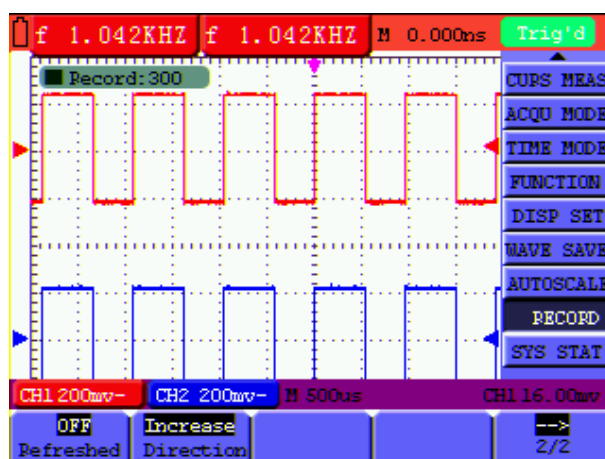 f 1.042KHZ f 1.042KHZ M 0.000ns Trig'd
Record:300
CURS MEAS
ACQU MODE
TIME MODE
FUNCTION
DISP SET
WAVE SAVE
AUTOSCALE
RECORD
SYS STAT
CH1 200mv- CH2 200mv- M 500us CH1 16.00mv
OFF Increase -->
Refreshed Direction 2/2